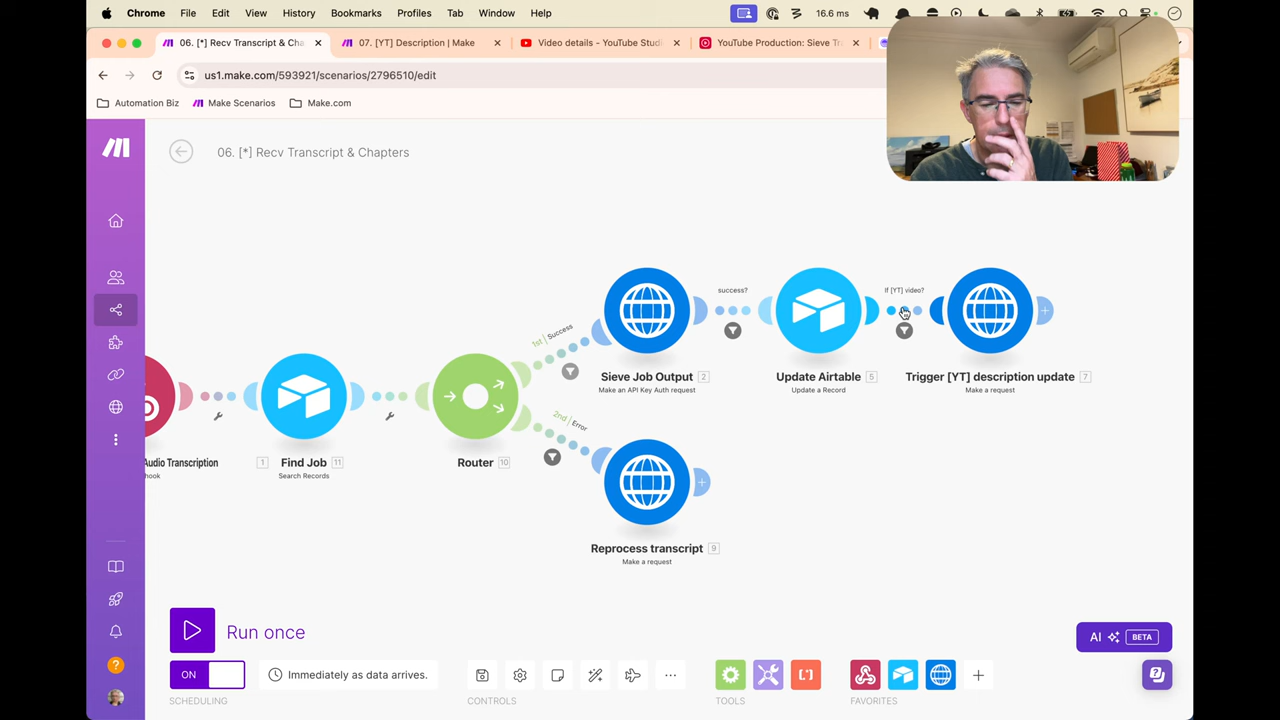 Chrome File Edit View History Bookmarks Profiles Tab Window Help 16.6 ms
06. [*] Recv Transcript & Cha
07. [YT] Description | Make
Video details - YouTube Studi
YouTube Production: Sieve Tr
us1.make.com/593921/scenarios/2796510/edit
Automation Biz Make Scenarios Make.com
06. [*] Recv Transcript & Chapters
success?
If [YT] video?
1st | Success
Sieve Job Output 2
Make an API Key Auth request
Update Airtable 5
Update a Record
Trigger [YT] description update 7
Make a request
2nd | Error
Audio Transcription 1
hook
Find Job 11
Search Records
Router 10
Reprocess transcript 9
Make a request
Run once
AI BETA
ON
Immediately as data arrives.
SCHEDULING CONTROLS TOOLS FAVORITES